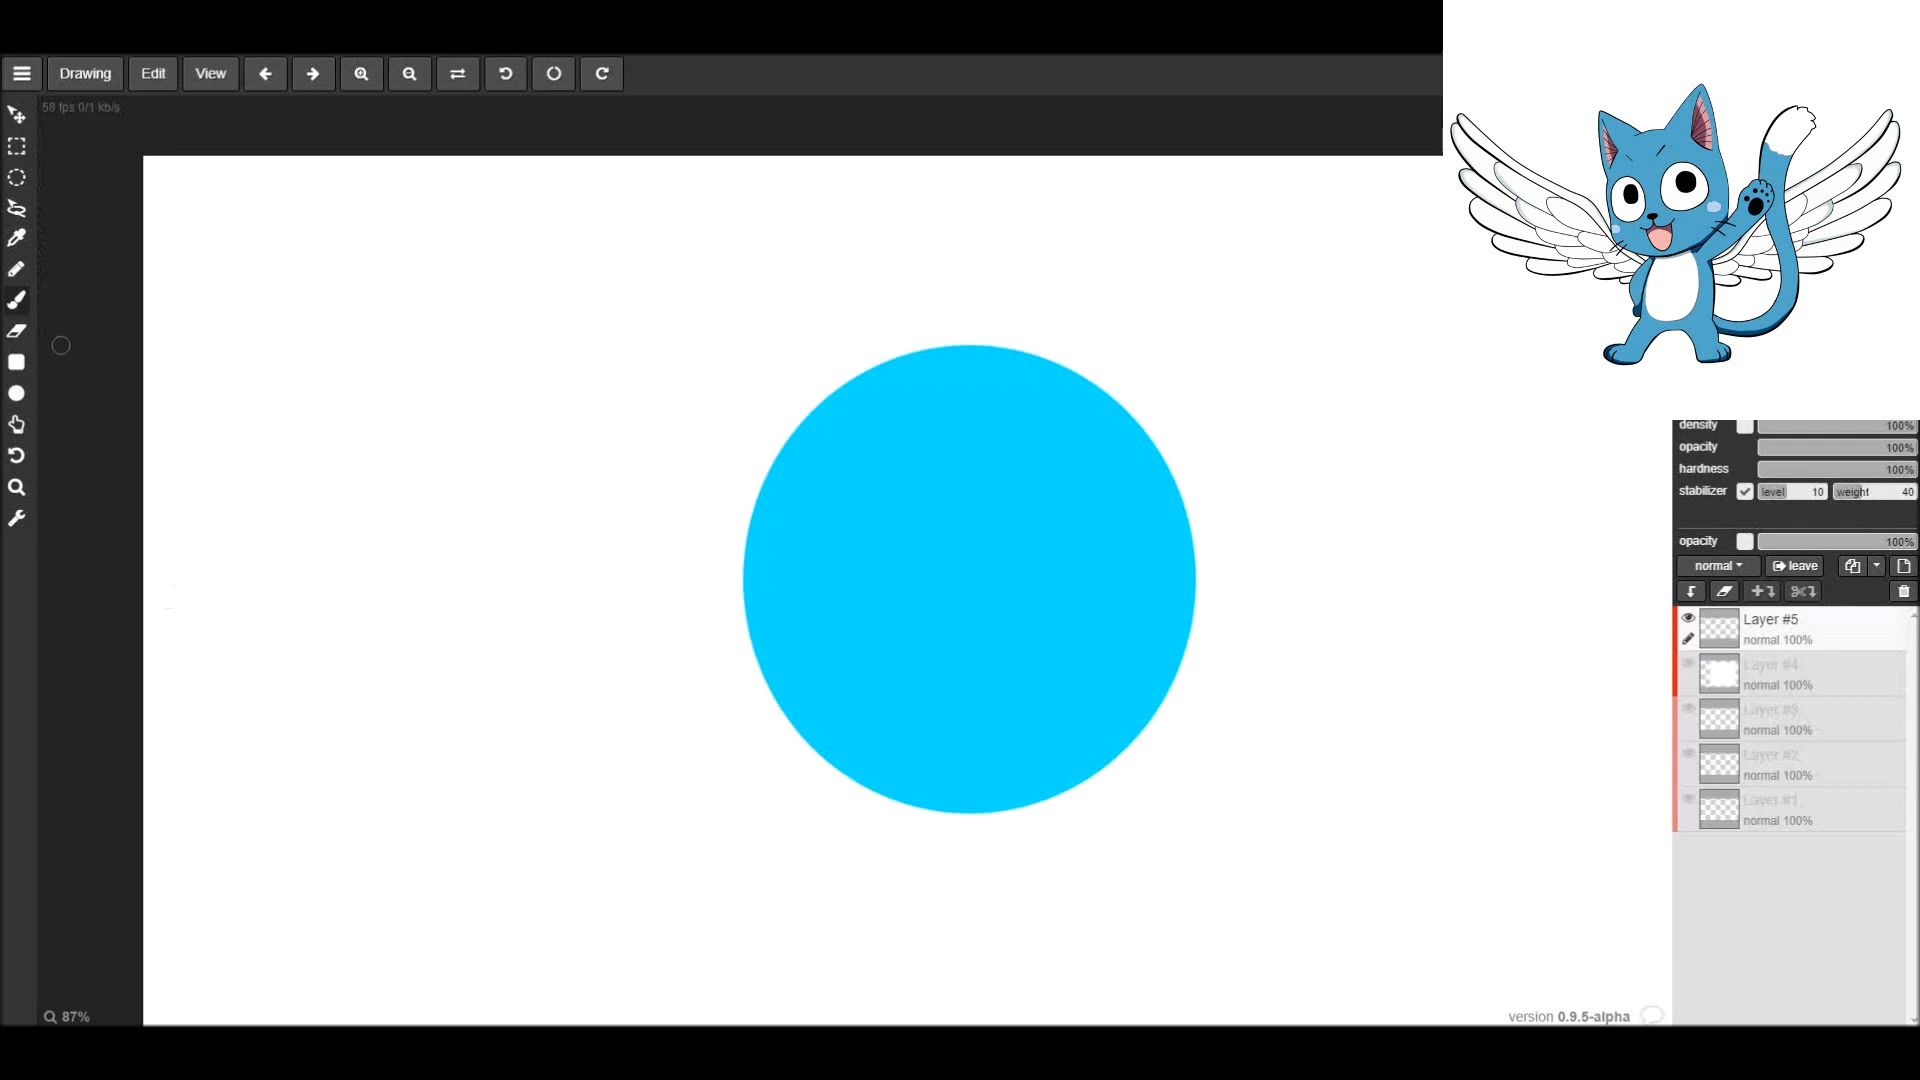 Drawing Edit View
58 fps 0/1 kb/s
density 100%
opacity 100%
hardness 100%
stabilizer level 10 weight 40
opacity 100%
normal leave
Layer #5
normal 100%
Layer #4
normal 100%
Layer #3
normal 100%
Layer #2
normal 100%
Layer #1
normal 100%
87%
version 0.9.5-alpha